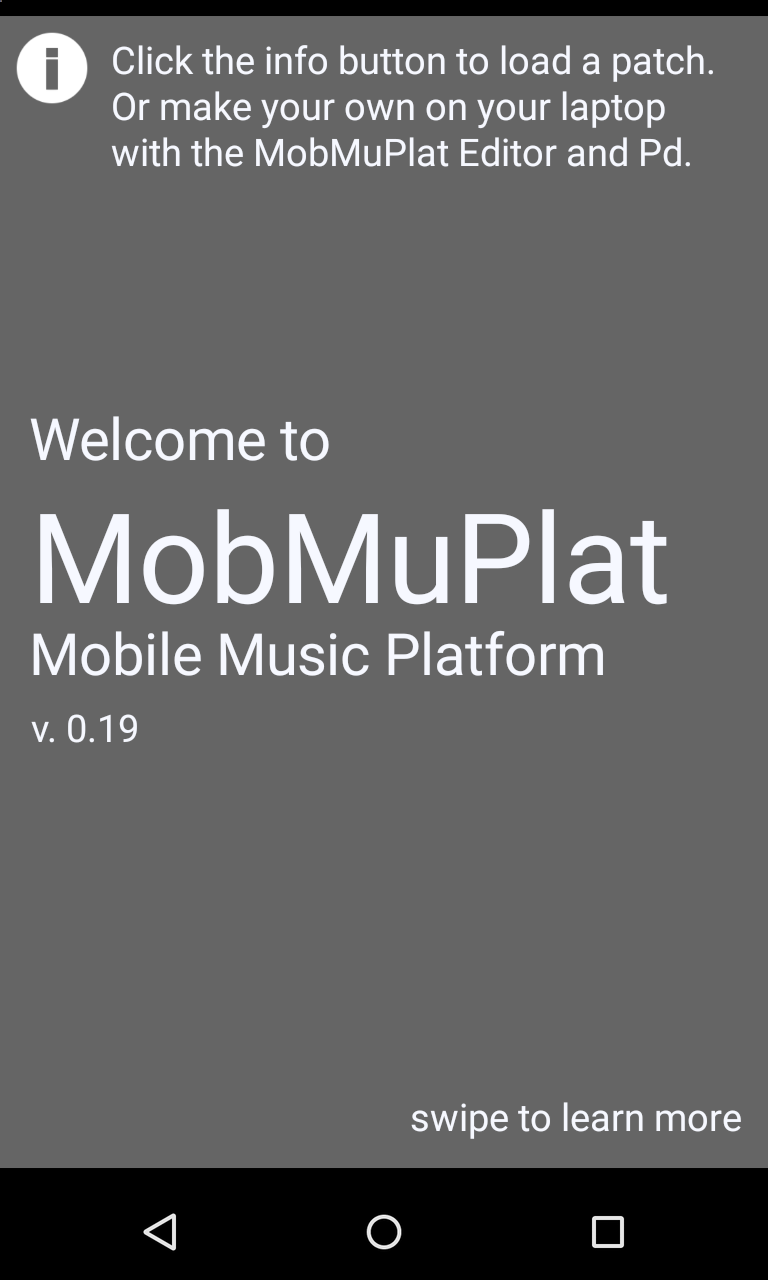 Click the info button to load a patch.
Or make your own on your laptop
with the MobMuPlat Editor and Pd.
Welcome to
MobMuPlat
Mobile Music Platform
v. 0.19
swipe to learn more